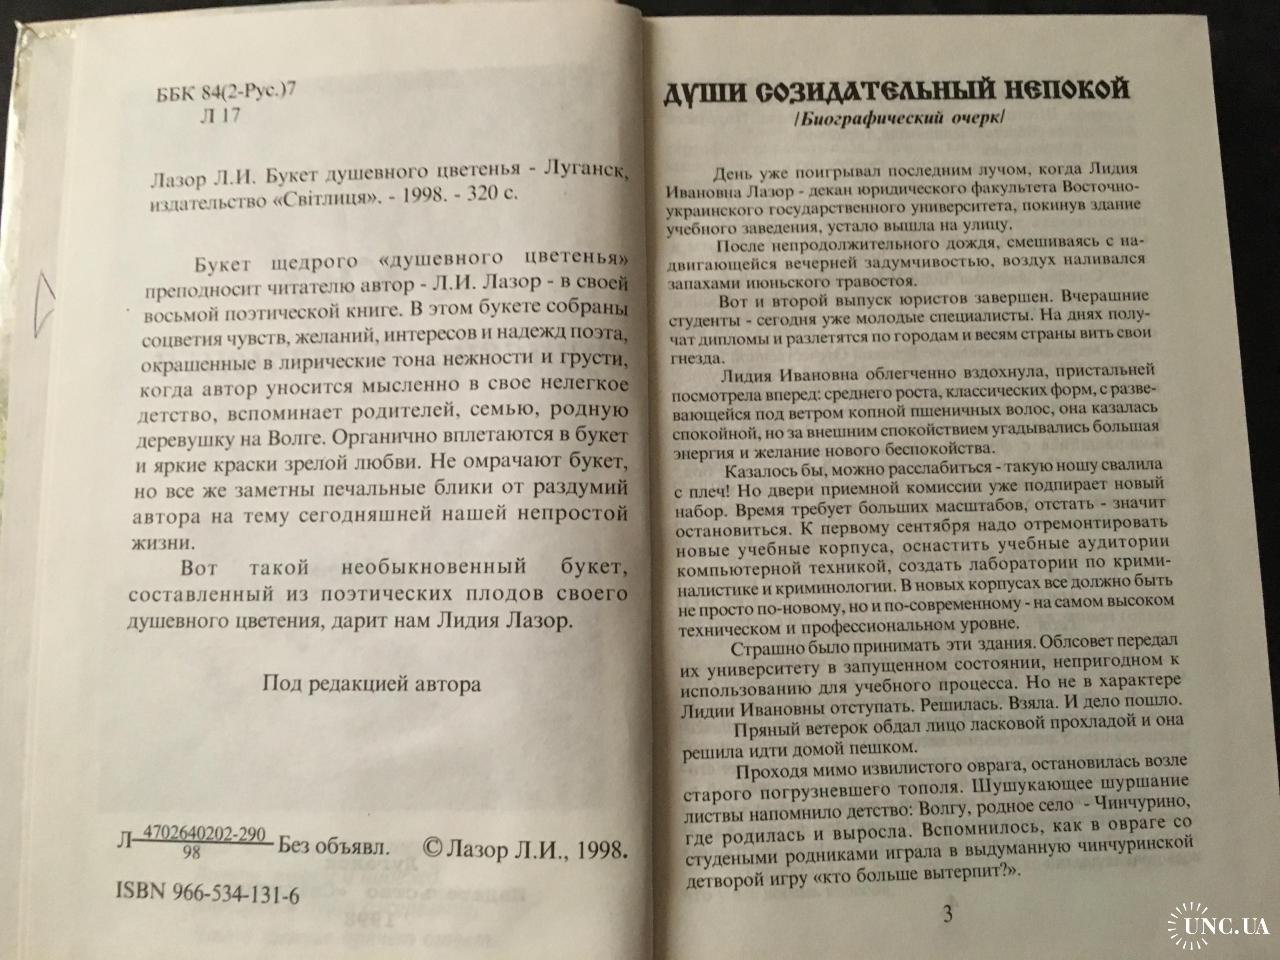 ББК 84(2-Рус.)7
Л 17
Лазор Л.И. Букет душевного цветенья - Луганск,
издательство «Світлиця». - 1998. - 320 с.
Букет щедрого «душевного цветенья»
преподносит читателю автор - Л.И. Лазор - в своей
восьмой поэтической книге. В этом букете собраны
соцветия чувств, желаний, интересов и надежд поэта,
окрашенные в лирические тона нежности и грусти,
когда автор уносится мысленно в свое нелегкое
детство, вспоминает родителей, семью, родную
деревушку на Волге. Органично вплетаются в букет
и яркие краски зрелой любви. Не омрачают букет,
но все же заметны печальные блики от раздумий
автора на тему сегодняшней нашей непростой
жизни.
Вот такой необыкновенный букет,
составленный из поэтических плодов своего
душевного цветения, дарит нам Лидия Лазор.
Под редакцией автора
Л 4702640202-290
98
Без объявл.
© Лазор Л.И., 1998.
ISBN 966-534-131-6
ДУШИ СОЗИДАТЕЛЬНЫЙ НЕПОКОЙ
/Биографический очерк/
День уже поигрывал последним лучом, когда Лидия
Ивановна Лазор - декан юридического факультета Восточно-
украинского государственного университета, покинув здание
учебного заведения, устало вышла на улицу.
После непродолжительного дождя, смешиваясь с на-
двигающейся вечерней задумчивостью, воздух наливался
запахами июньского травостоя.
Вот и второй выпуск юристов завершен. Вчерашние
студенты - сегодня уже молодые специалисты. На днях полу-
чат дипломы и разлетятся по городам и весям страны вить свои
гнезда.
Лидия Ивановна облегченно вздохнула, пристальней
посмотрела вперед: среднего роста, классических форм, с разве-
вающейся под ветром копной пшеничных волос, она казалась
спокойной, но за внешним спокойствием угадывались большая
энергия и желание нового беспокойства.
Казалось бы, можно расслабиться - такую ношу свалила
с плеч! Но двери приемной комиссии уже подпирает новый
набор. Время требует больших масштабов, отстать - значит
остановиться. К первому сентября надо отремонтировать
новые учебные корпуса, оснастить учебные аудитории
компьютерной техникой, создать лаборатории по крими-
налистике и криминологии. В новых корпусах все должно быть
не просто по-новому, но и по-современному - на самом высоком
техническом и профессиональном уровне.
Страшно было принимать эти здания. Облсовет передал
их университету в запущенном состоянии, непригодном к
использованию для учебного процесса. Но не в характере
Лидии Ивановны отступать. Решилась. Взяла. И дело пошло.
Пряный ветерок обдал лицо ласковой прохладой и она
решила идти домой пешком.
Проходя мимо извилистого оврага, остановилась возле
старого погрузневшего тополя. Шушукающее шуршание
листвы напомнило детство: Волгу, родное село - Чинчурино,
где родилась и выросла. Вспомнилось, как в овраге со
студеными родниками играла в выдуманную чинчуринской
детворой игру «кто больше вытерпит?».
3
UNC.UA